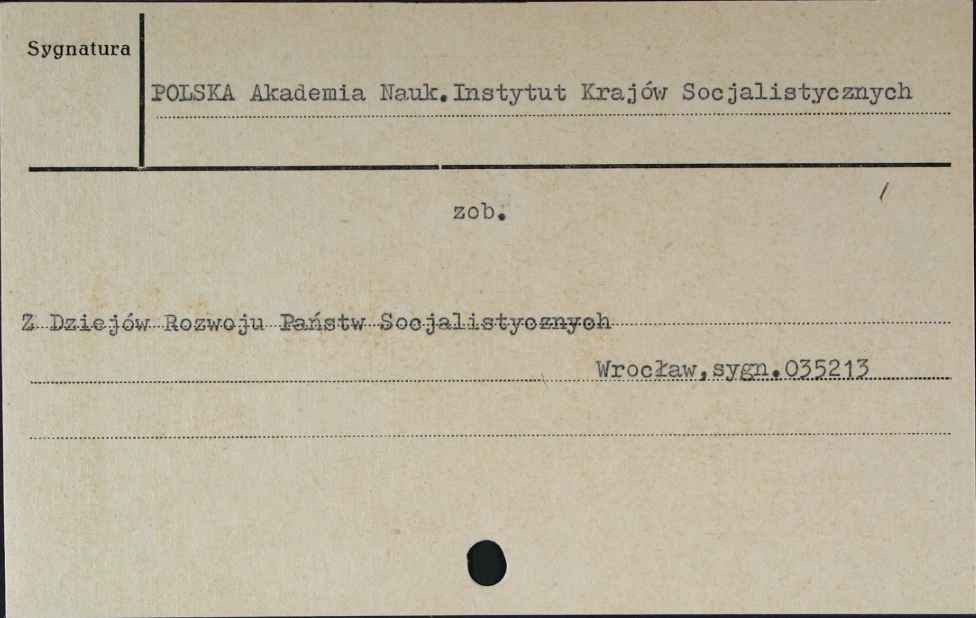 Sygnatura
POLSKA Akademia Nauk.Instytut Krajów Socjalistycznych
zob.
Z Dziejów Rozwoju Państw Socjalistycznych
Wrocław,sygn.035213